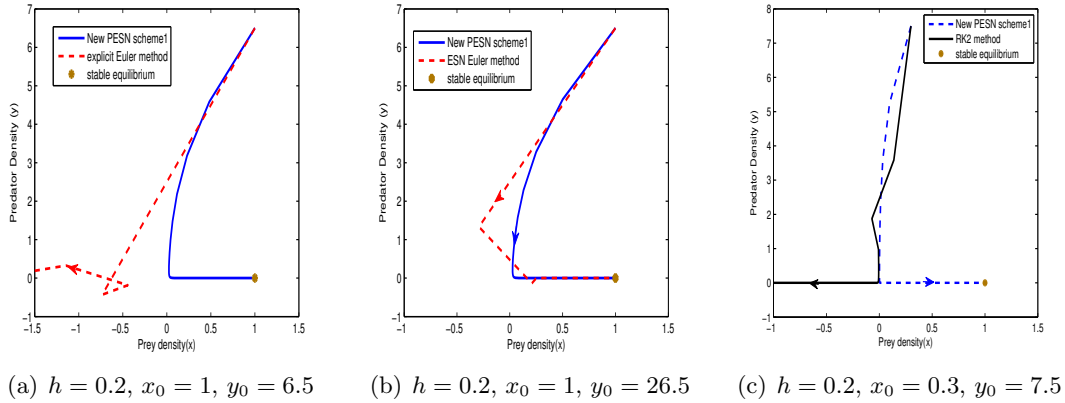 7
6
5
4
3
2
1
0
−1
−1.5
−1
−0.5
0
0.5
1
1.5
Predator Density (y)
Prey density(x)
New PESN scheme1
explicit Euler method
stable equilibrium
(a) h = 0.2, x₀ = 1, y₀ = 6.5
7
6
5
4
3
2
1
0
−1
−1.5
−1
−0.5
0
0.5
1
1.5
Predator Density (y)
Prey density(x)
New PESN scheme1
ESN Euler method
stable equilibrium
(b) h = 0.2, x₀ = 1, y₀ = 26.5
8
7
6
5
4
3
2
1
0
−1
−1
−0.5
0
0.5
1
1.5
Predator Density (y)
Prey density(x)
New PESN scheme1
RK2 method
stable equilibrium
(c) h = 0.2, x₀ = 0.3, y₀ = 7.5